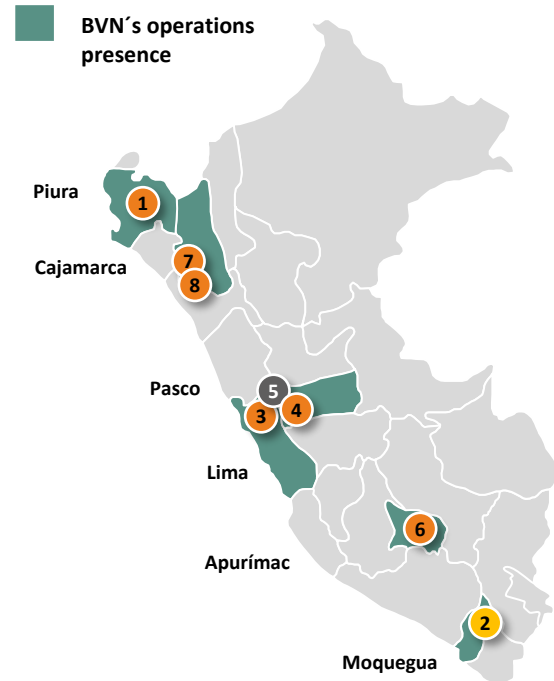 BVN´s operations
presence
Piura
1
Cajamarca
7
8
Pasco
5
3
4
Lima
6
Apurímac
2
Moquegua